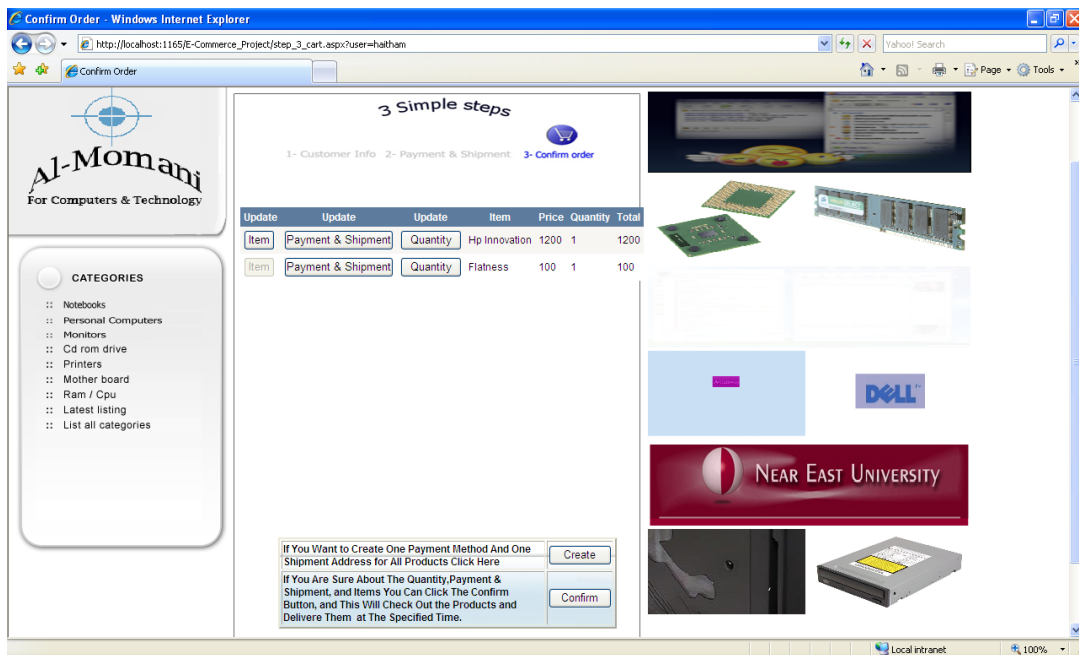 Confirm Order - Windows Internet Explorer
http://localhost:1165/E-Commerce_Project/step_3_cart.aspx?user=haitham
Yahoo! Search
Confirm Order
Page
Tools
Al-Momani
For Computers & Technology
CATEGORIES
:: Notebooks
:: Personal Computers
:: Monitors
:: Cd rom drive
:: Printers
:: Mother board
:: Ram / Cpu
:: Latest listing
:: List all categories
3 Simple steps
1- Customer Info 2- Payment & Shipment 3- Confirm order
Update Update Update Item Price Quantity Total
Item Payment & Shipment Quantity Hp Innovation 1200 1 1200
Item Payment & Shipment Quantity Flatness 100 1 100
If You Want to Create One Payment Method And One
Shipment Address for All Products Click Here
Create
If You Are Sure About The Quantity,Payment &
Shipment, and Items You Can Click The Confirm
Button, and This Will Check Out the Products and
Delivere Them at The Specified Time.
Confirm
DELL
NEAR EAST UNIVERSITY
Local intranet
100%